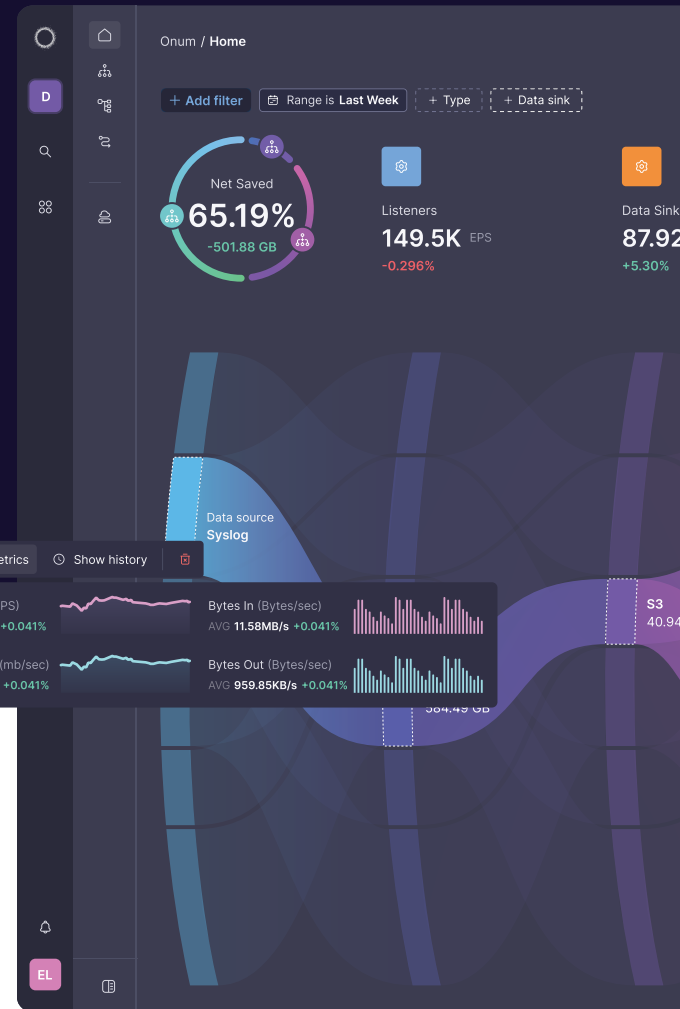 Onum / Home
D
+ Add filter
Range is Last Week
+ Type
+ Data sink
Net Saved
65.19%
-501.88 GB
Listeners
149.5K EPS
-0.296%
Data Sink
87.92
+5.30%
Data source
Syslog
etrics
Show history
PS)
+0.041%
Bytes In (Bytes/sec)
AVG 11.58MB/s +0.041%
(mb/sec)
+0.041%
Bytes Out (Bytes/sec)
AVG 959.85KB/s +0.041%
S3
40.94
584.49 GB
EL